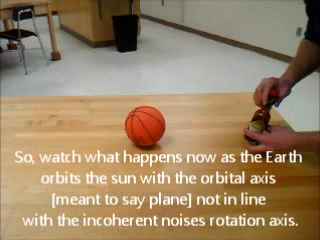 So, watch what happens now as the Earth
orbits the sun with the orbital axis
[meant to say plane] not in line
with the incoherent noises rotation axis.